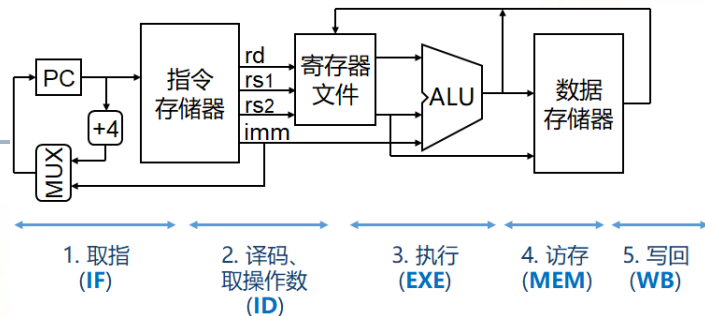 PC
+4
MUX
指令
存储器
rd
rs1
rs2
imm
寄存器
文件
ALU
数据
存储器
1. 取指
(IF)
2. 译码、
取操作数
(ID)
3. 执行
(EXE)
4. 访存
(MEM)
5. 写回
(WB)